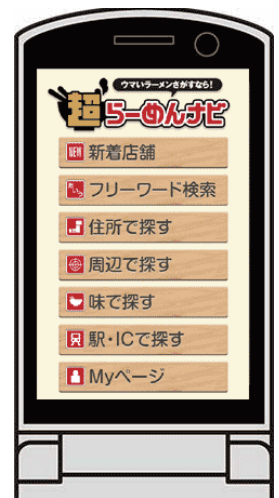 ウマいラーメンさがすなら!
超らーめんナビ
NEW 新着店舗
フリーワード検索
住所で探す
周辺で探す
味で探す
駅・ICで探す
Myページ